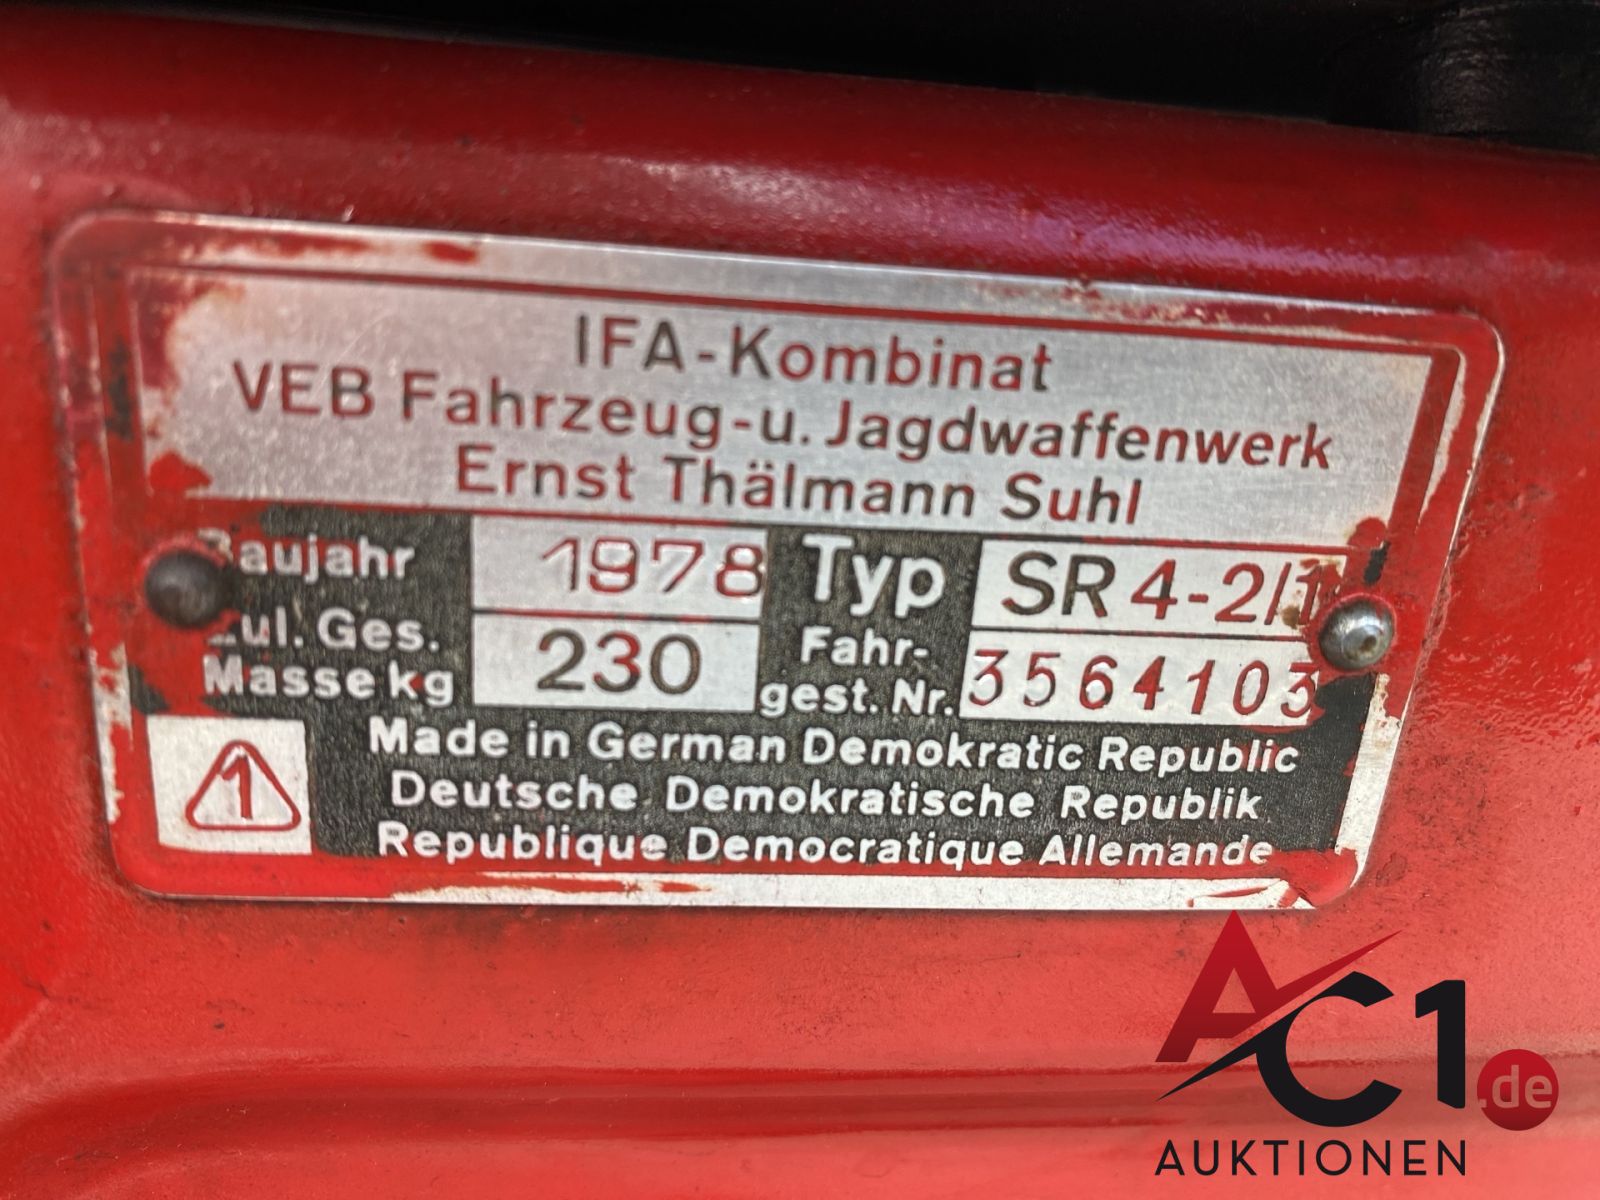 IFA-Kombinat
VEB Fahrzeug-u. Jagdwaffenwerk
Ernst Thälmann Suhl
Baujahr 1978 Typ SR 4-2/1
Zul. Ges. Masse kg 230 Fahr-gest. Nr. 3564103
1
Made in German Demokratic Republic
Deutsche Demokratische Republik
Republique Democratique Allemande
AC1.de
AUKTIONEN